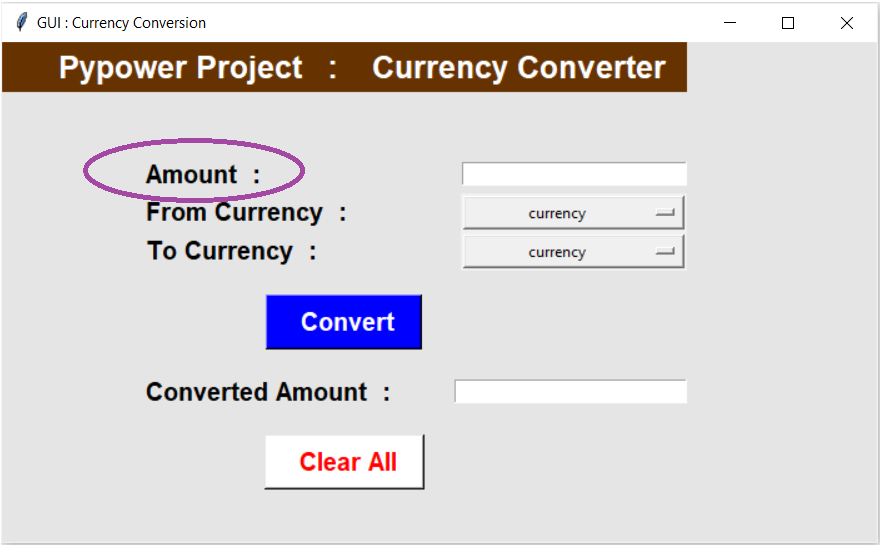 GUI : Currency Conversion
Pypower Project : Currency Converter
Amount :
From Currency : currency
To Currency : currency
Convert
Converted Amount :
Clear All